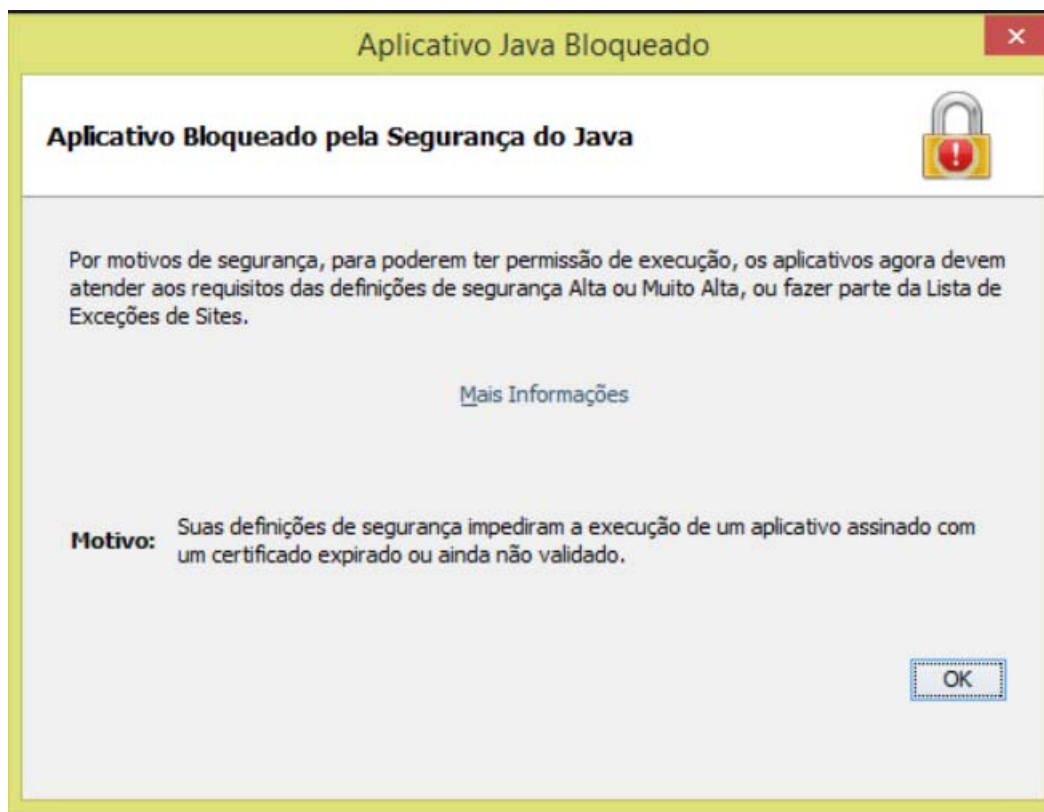 Aplicativo Java Bloqueado
Aplicativo Bloqueado pela Segurança do Java
Por motivos de segurança, para poderem ter permissão de execução, os aplicativos agora devem
atender aos requisitos das definições de segurança Alta ou Muito Alta, ou fazer parte da Lista de
Exceções de Sites.
Mais Informações
Motivo: Suas definições de segurança impediram a execução de um aplicativo assinado com
um certificado expirado ou ainda não validado.
OK